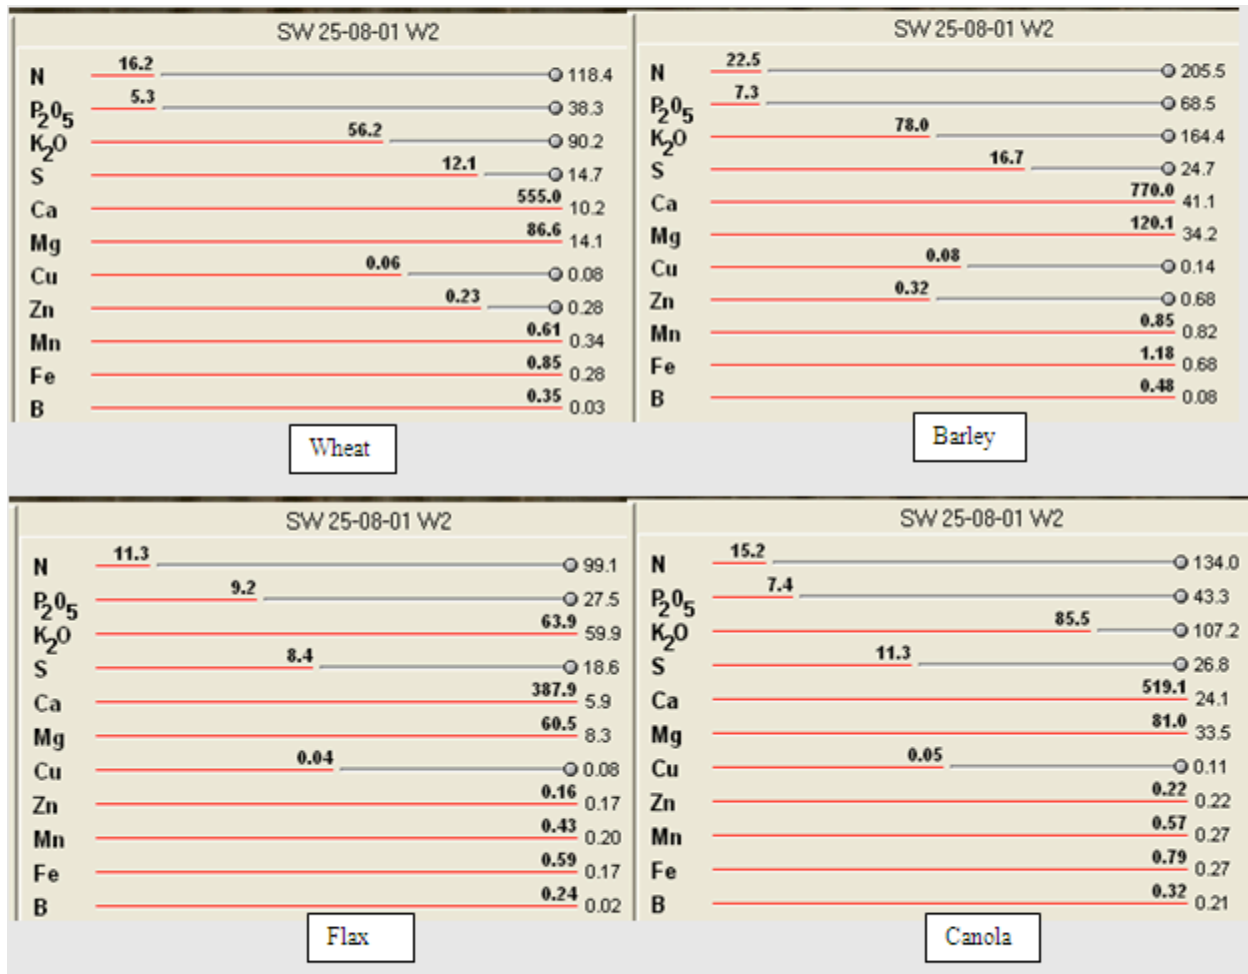 SW 25-08-01 W2
N 16.2 118.4
P205 5.3 38.3
K2O 56.2 90.2
S 12.1 14.7
Ca 555.0 10.2
Mg 86.6 14.1
Cu 0.06 0.08
Zn 0.23 0.28
Mn 0.61 0.34
Fe 0.85 0.28
B 0.35 0.03
Wheat
SW 25-08-01 W2
N 22.5 205.5
P205 7.3 68.5
K2O 78.0 164.4
S 16.7 24.7
Ca 770.0 41.1
Mg 120.1 34.2
Cu 0.08 0.14
Zn 0.32 0.68
Mn 0.85 0.82
Fe 1.18 0.68
B 0.48 0.08
Barley
SW 25-08-01 W2
N 11.3 99.1
P205 9.2 27.5
K2O 63.9 59.9
S 8.4 18.6
Ca 387.9 5.9
Mg 60.5 8.3
Cu 0.04 0.08
Zn 0.16 0.17
Mn 0.43 0.20
Fe 0.59 0.17
B 0.24 0.02
Flax
SW 25-08-01 W2
N 15.2 134.0
P205 7.4 43.3
K2O 85.5 107.2
S 11.3 26.8
Ca 519.1 24.1
Mg 81.0 33.5
Cu 0.05 0.11
Zn 0.22 0.22
Mn 0.57 0.27
Fe 0.79 0.27
B 0.32 0.21
Canola